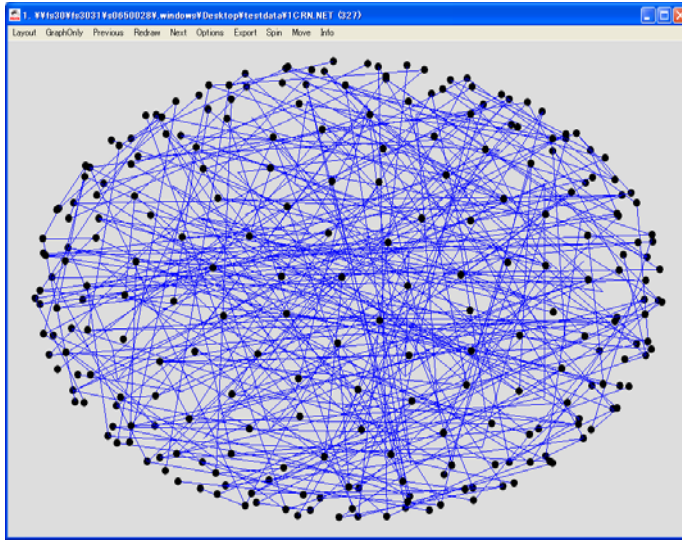 1. ¥¥fs30¥fs3031¥s0650028¥.windows¥Desktop¥testdata¥1CRN.NET (327)
Layout GraphOnly Previous Redraw Next Options Export Spin Move Info